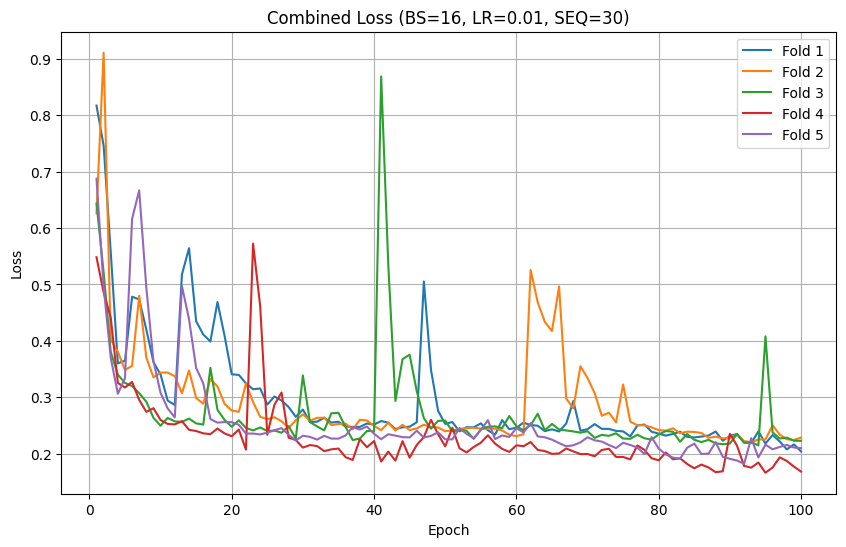 Combined Loss (BS=16, LR=0.01, SEQ=30)
Fold 1
Fold 2
Fold 3
Fold 4
Fold 5
0.9
0.8
0.7
0.6
0.5
0.4
0.3
0.2
Loss
0
20
40
60
80
100
Epoch